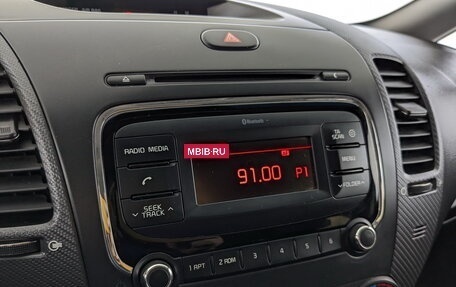 Bluetooth
RADIO MEDIA
MBIB.RU
TA
SCAN
91.00 P1
MENU
SEEK
TRACK
FOLDER
1 RPT
2 RDM
3
4
5
6